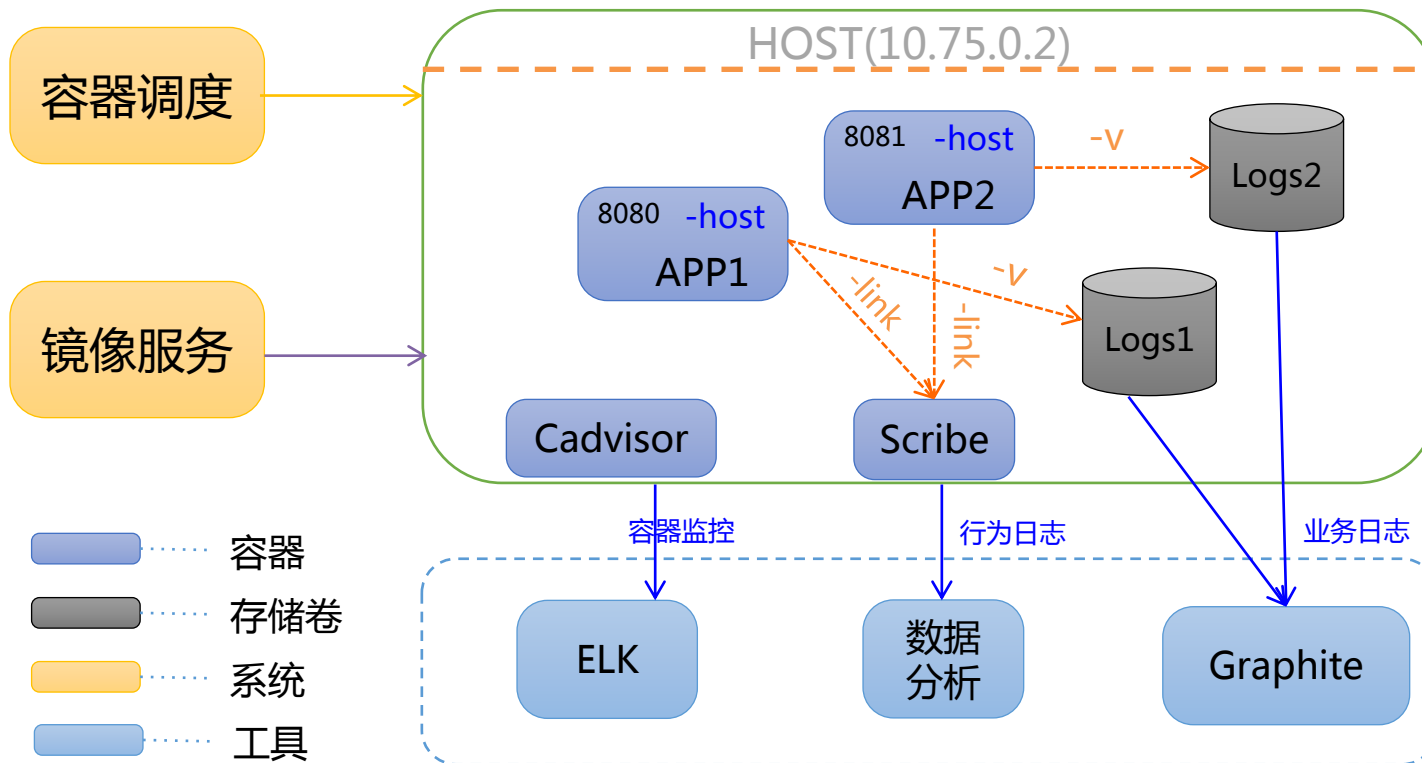 HOST(10.75.0.2)
容器调度
8081 -host
APP2
-v
Logs2
8080 -host
APP1
-link
-v
-link
Logs1
镜像服务
Cadvisor
Scribe
容器监控
行为日志
业务日志
容器
存储卷
系统
工具
ELK
数据
分析
Graphite